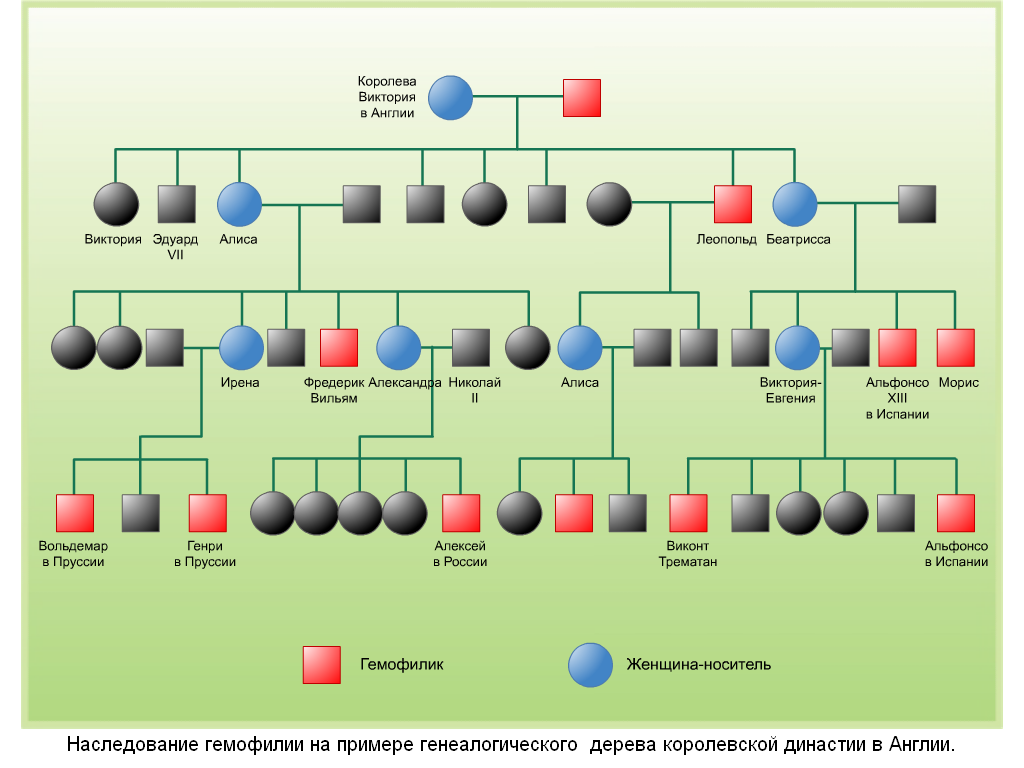 Королева
Виктория
в Англии
Виктория
Эдуард
VII
Алиса
Леопольд
Беатрисса
Ирена
Фредерик
Вильям
Александра
Николай
II
Алиса
Виктория-
Евгения
Альфонсо
XIII
в Испании
Морис
Вольдемар
в Пруссии
Генри
в Пруссии
Алексей
в России
Виконт
Трематан
Альфонсо
в Испании
Гемофилик
Женщина-носитель
Наследование гемофилии на примере генеалогического дерева королевской династии в Англии.